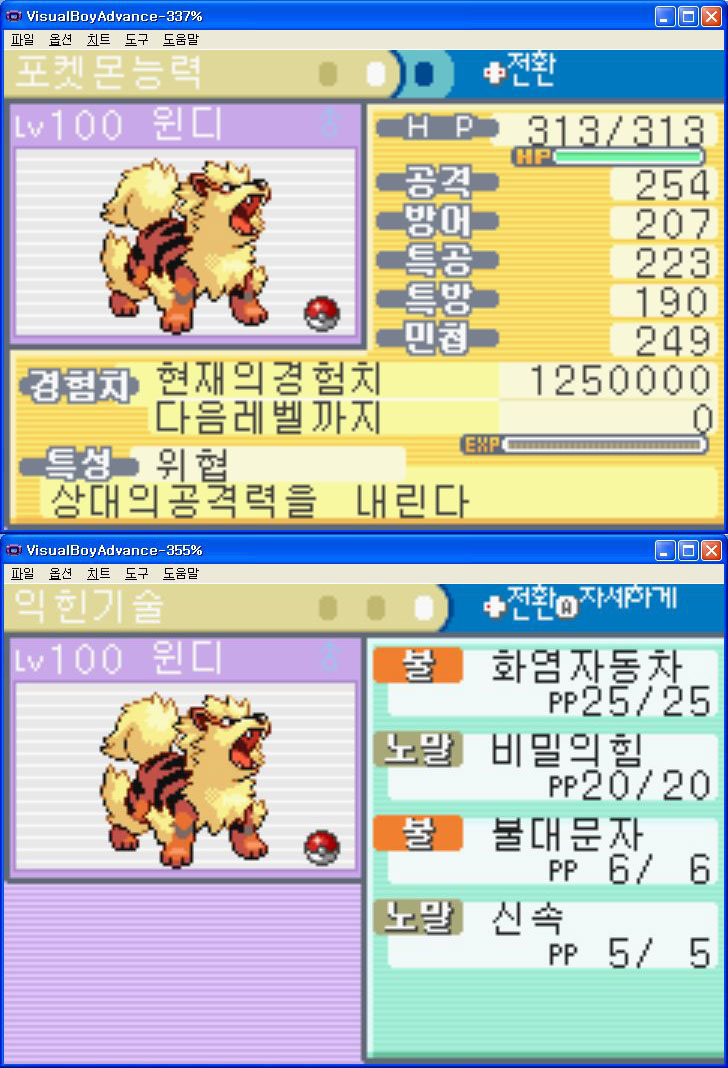 VisualBoyAdvance-337%
파일 옵션 치트 도구 도움말
포켓몬능력 전환
Lv100 윈디 ♂
H P 313/313
HP
공격 254
방어 207
특공 223
특방 190
민첩 249
경험치 현재의경험치 1250000
다음레벨까지 0
EXP
특성 위협
상대의공격력을 내린다
VisualBoyAdvance-355%
파일 옵션 치트 도구 도움말
익힌기술 전환 A 자세하게
Lv100 윈디 ♂
불 화염자동차
PP25/25
노말 비밀의힘
PP20/20
불 불대문자
PP 6/ 6
노말 신속
PP 5/ 5